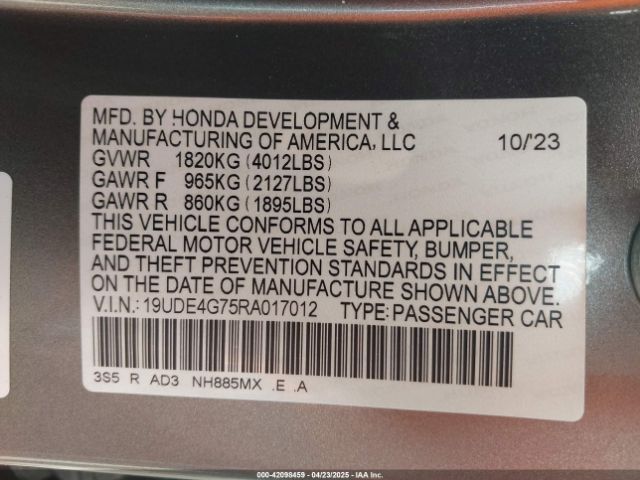 MFD. BY HONDA DEVELOPMENT &
MANUFACTURING OF AMERICA, LLC 10/'23
GVWR 1820KG (4012LBS)
GAWR F 965KG (2127LBS)
GAWR R 860KG (1895LBS)
THIS VEHICLE CONFORMS TO ALL APPLICABLE
FEDERAL MOTOR VEHICLE SAFETY, BUMPER,
AND THEFT PREVENTION STANDARDS IN EFFECT
ON THE DATE OF MANUFACTURE SHOWN ABOVE.
V.I.N.: 19UDE4G75RA017012 TYPE: PASSENGER CAR
3S5 R AD3 NH885MX .E .A
000-42098459 - 04/23/2025 - IAA Inc.